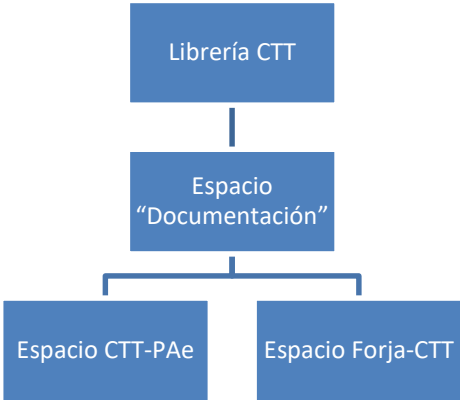 Librería CTT
Espacio
“Documentación”
Espacio CTT-PAe
Espacio Forja-CTT